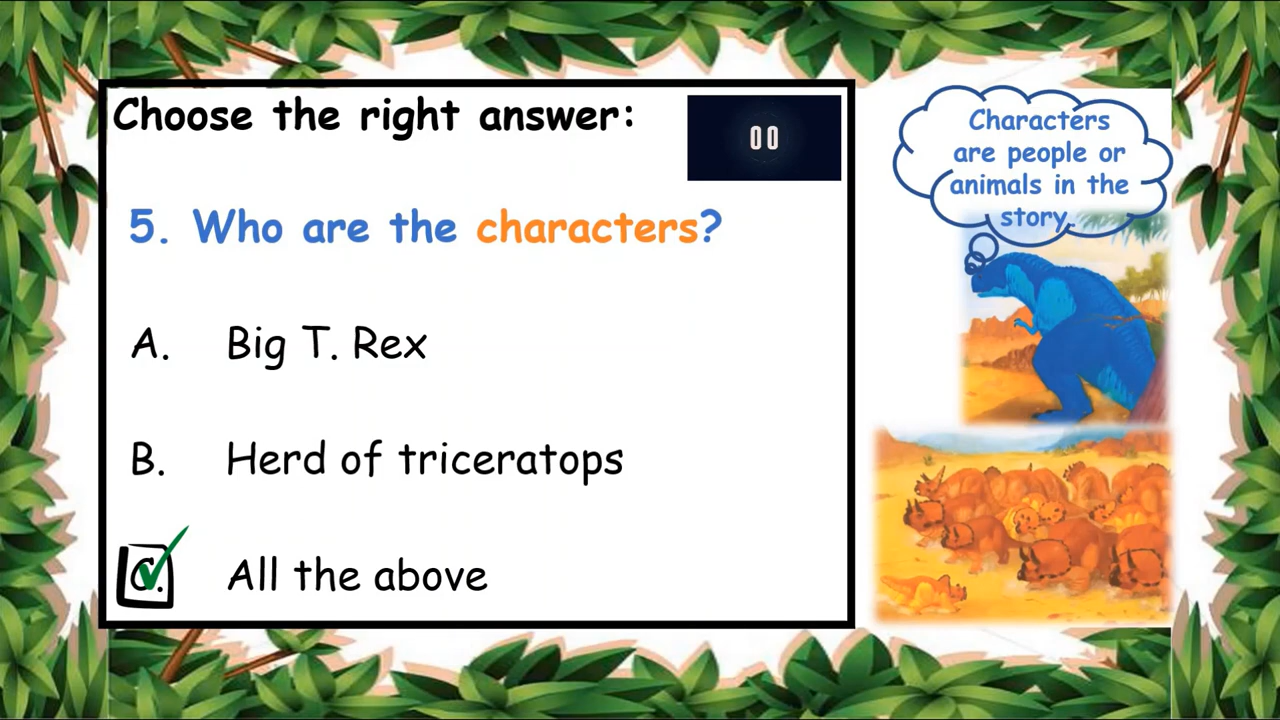 Choose the right answer:
00
5. Who are the characters?
A. Big T. Rex
B. Herd of triceratops
C. All the above
Characters
are people or
animals in the
story.